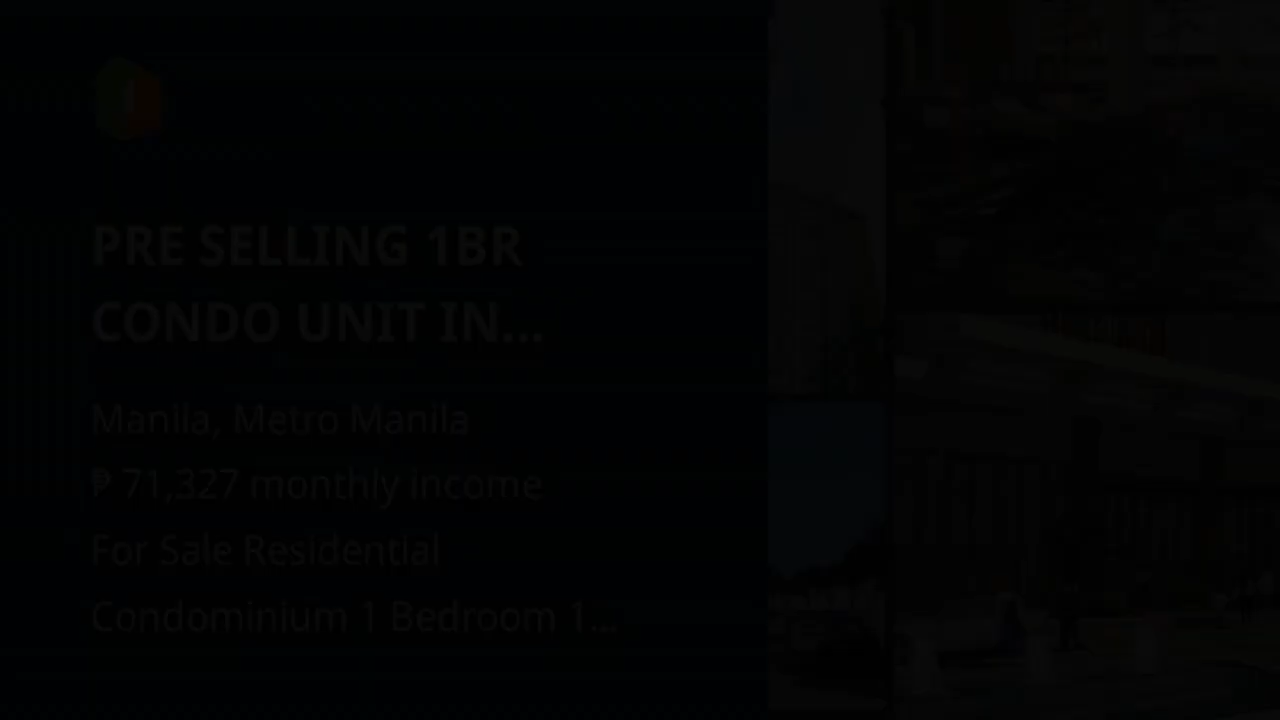 PRE SELLING 1BR
CONDO UNIT IN...
Manila, Metro Manila
₱ 71,327 monthly income
For Sale Residential
Condominium 1 Bedroom 1...